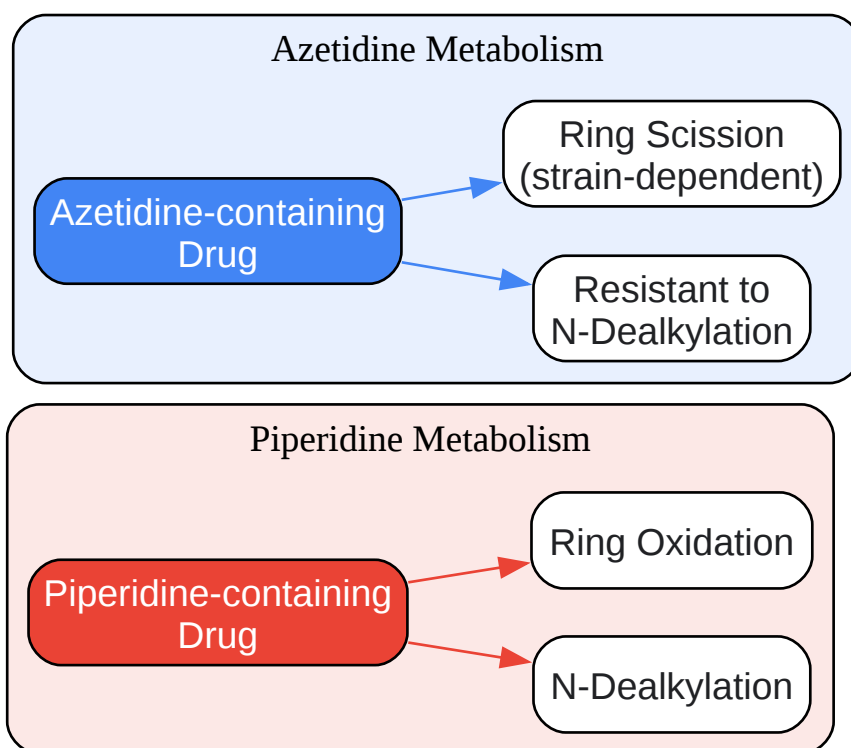 Azetidine Metabolism
Azetidine-containing
Drug
Ring Scission
(strain-dependent)
Resistant to
N-Dealkylation
Piperidine Metabolism
Piperidine-containing
Drug
Ring Oxidation
N-Dealkylation